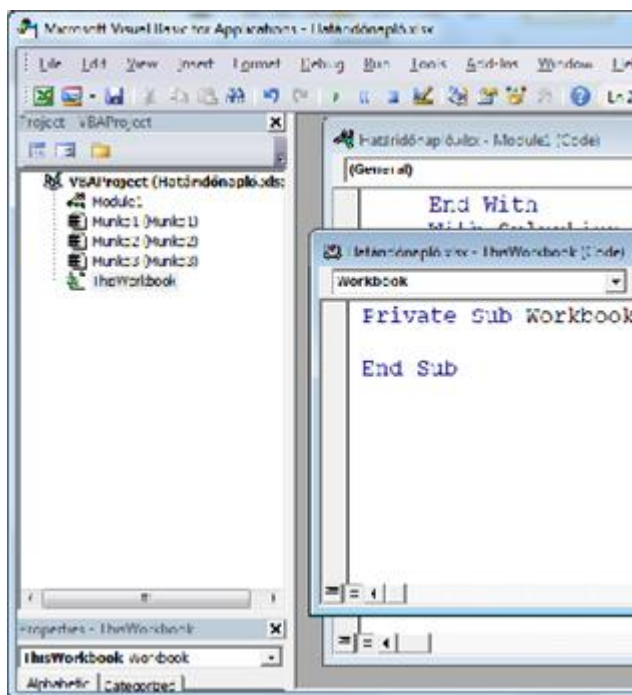 Microsoft Visual Basic for Applications - Határidőnapló.xlsx
File Edit View Insert Format Debug Run Tools Add-Ins Window
Project - VBAProject
VBAProject (Határidőnapló.xls
Module1
Munka1 (Munka1)
Munka2 (Munka2)
Munka3 (Munka3)
ThisWorkbook
Properties - ThisWorkbook
ThisWorkbook Workbook
Alphabetic Categorized
Határidőnapló.xlsx - Module1 (Code)
(General)
End With
With
Határidőnapló.xlsx - ThisWorkbook (Code)
Workbook
Private Sub Workbook
End Sub